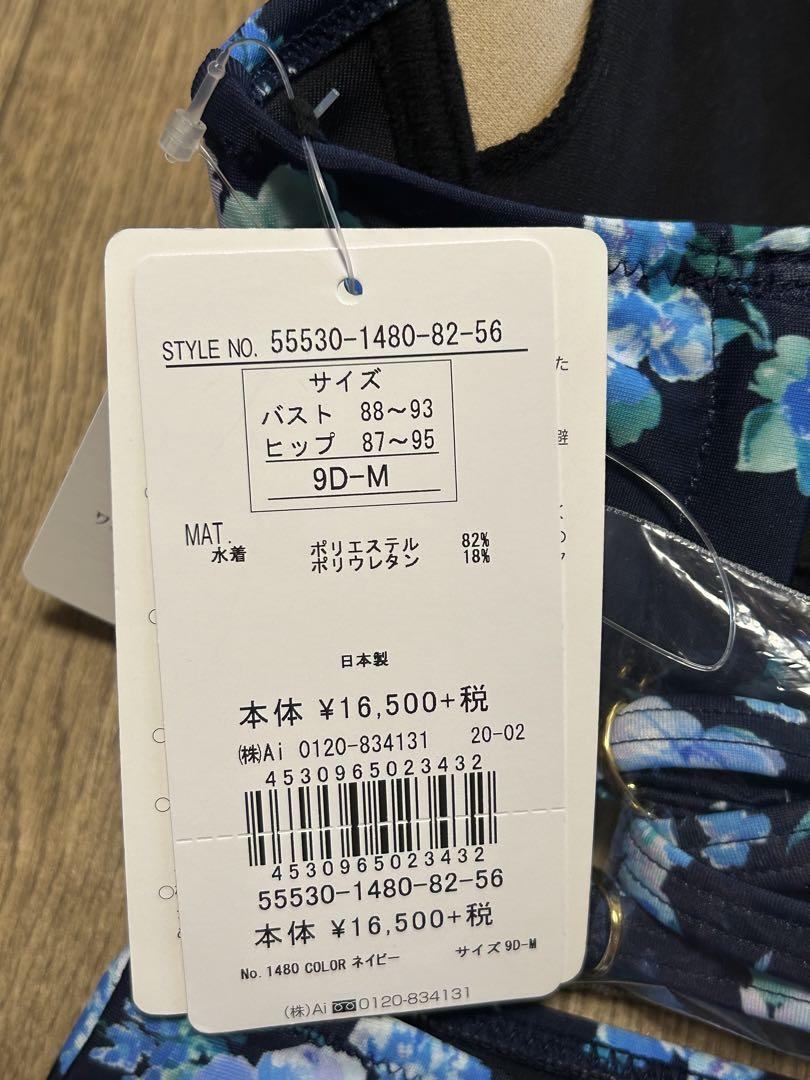 STYLE NO. 55530-1480-82-56
サイズ
バスト 88～93
ヒップ 87～95
9D-M
MAT.
水着 ポリエステル 82%
ポリウレタン 18%
日本製
本体 ¥16,500+税
㈱Ai 0120-834131 20-02
4530965023432
4530965023432
55530-1480-82-56
本体 ¥16,500+税
No. 1480 COLOR ネイビー サイズ 9D-M
(株)Ai 0120-834131
た
避